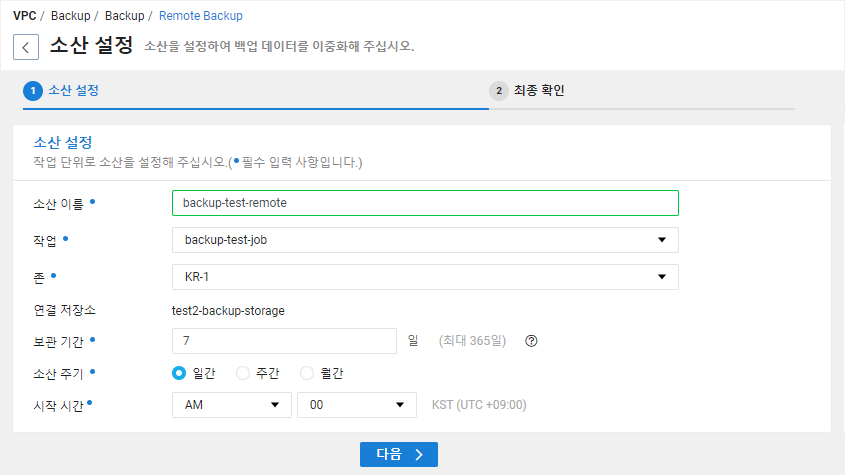 VPC / Backup / Backup / Remote Backup
소산 설정 소산을 설정하여 백업 데이터를 이중화해 주십시오.
1 소산 설정 2 최종 확인
소산 설정
작업 단위로 소산을 설정해 주십시오.(● 필수 입력 사항입니다.)
소산 이름 ● backup-test-remote
작업 ● backup-test-job
존 ● KR-1
연결 저장소 test2-backup-storage
보관 기간 ● 7 일 (최대 365일) ?
소산 주기 ● 일간 주간 월간
시작 시간 ● AM 00 KST (UTC +09:00)
다음